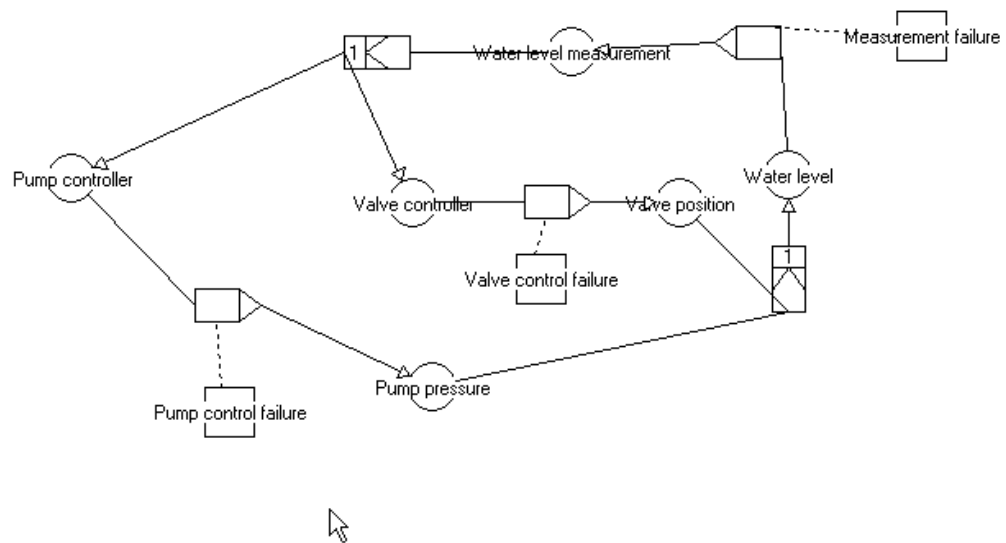 1
Water level measurement
Measurement failure
Pump controller
Valve controller
Valve position
Water level
1
Valve control failure
Pump pressure
Pump control failure